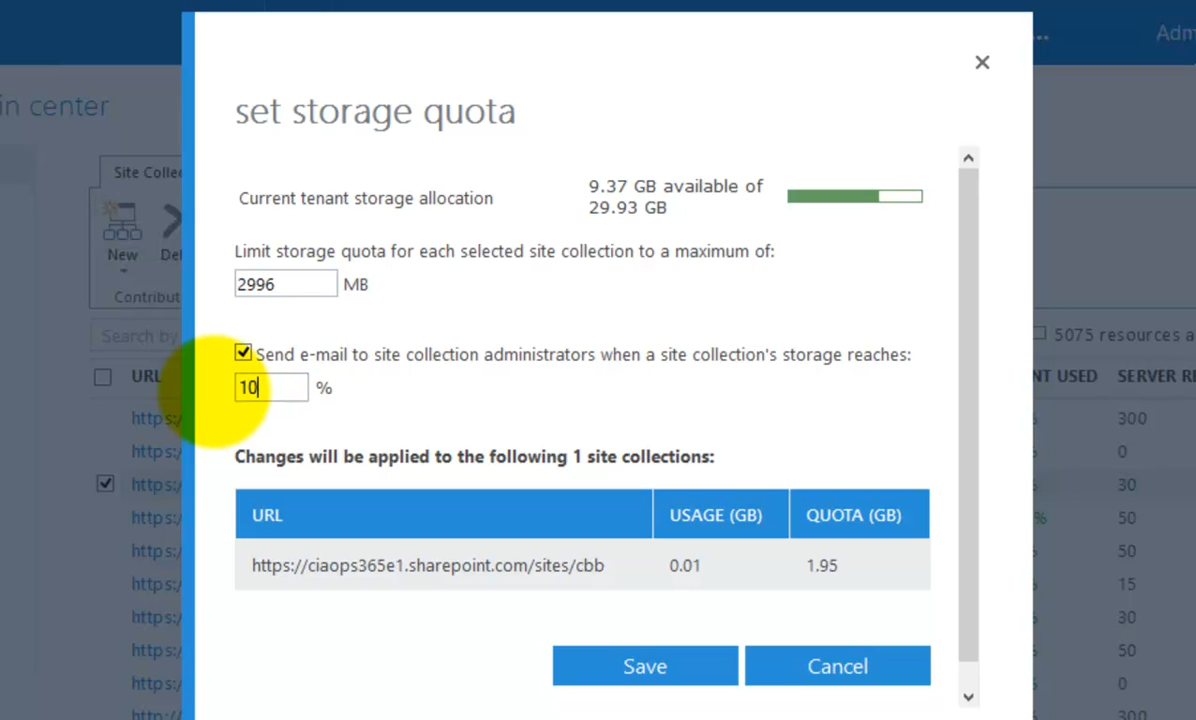 ...
Adm
in center
×
set storage quota
Site Colle
Current tenant storage allocation
9.37 GB available of
29.93 GB
New
De
Limit storage quota for each selected site collection to a maximum of:
2996 MB
Contribut
Search by
5075 resources a
Send e-mail to site collection administrators when a site collection's storage reaches:
10 %
URL
NT USED
SERVER RE
https:/
300
https:/
0
Changes will be applied to the following 1 site collections:
https:/
30
URL USAGE (GB) QUOTA (GB)
https:/
%
50
https:/
50
https://ciaops365e1.sharepoint.com/sites/cbb 0.01 1.95
https:/
15
https:/
30
https:/
50
Save Cancel
https:/
0
300